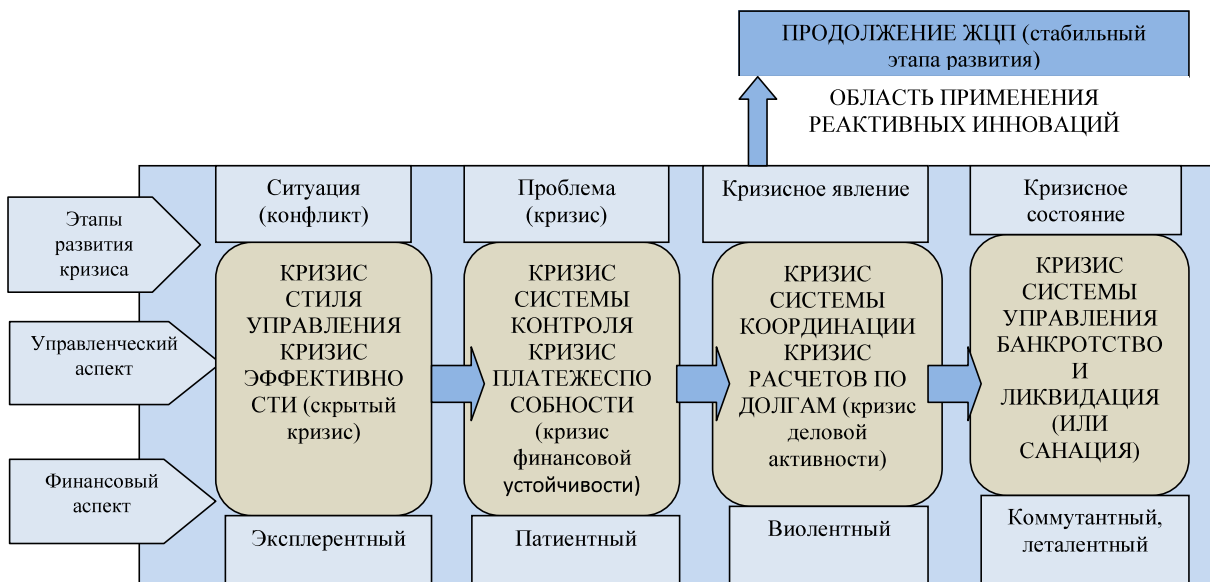 ПРОДОЛЖЕНИЕ ЖЦП (стабильный
этапа развития)
ОБЛАСТЬ ПРИМЕНЕНИЯ
РЕАКТИВНЫХ ИННОВАЦИЙ
Этапы
развития
кризиса
Управленческий
аспект
Финансовый
аспект
Ситуация
(конфликт)
КРИЗИС
СТИЛЯ
УПРАВЛЕНИЯ
КРИЗИС
ЭФФЕКТИВНО
СТИ (скрытый
кризис)
Эксплерентный
Проблема
(кризис)
КРИЗИС
СИСТЕМЫ
КОНТРОЛЯ
КРИЗИС
ПЛАТЕЖЕСПО
СОБНОСТИ
(кризис
финансовой
устойчивости)
Патиентный
Кризисное явление
КРИЗИС
СИСТЕМЫ
КООРДИНАЦИИ
КРИЗИС
РАСЧЕТОВ ПО
ДОЛГАМ (кризис
деловой
активности)
Виолентный
Кризисное
состояние
КРИЗИС
СИСТЕМЫ
УПРАВЛЕНИЯ
БАНКРОТСТВО
И
ЛИКВИДАЦИЯ
(ИЛИ
САНАЦИЯ)
Коммутантный,
леталентный